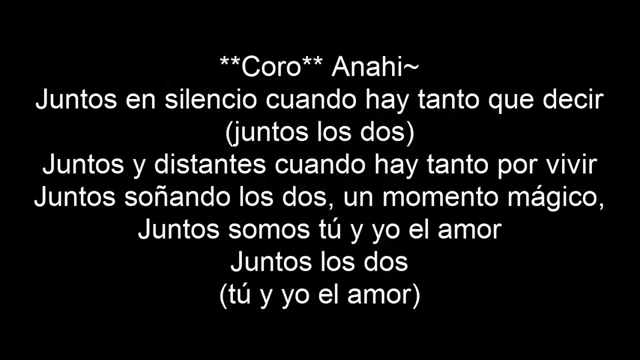 **Coro** Anahi~
Juntos en silencio cuando hay tanto que decir
(juntos los dos)
Juntos y distantes cuando hay tanto por vivir
Juntos soñando los dos, un momento mágico,
Juntos somos tú y yo el amor
Juntos los dos
(tú y yo el amor)